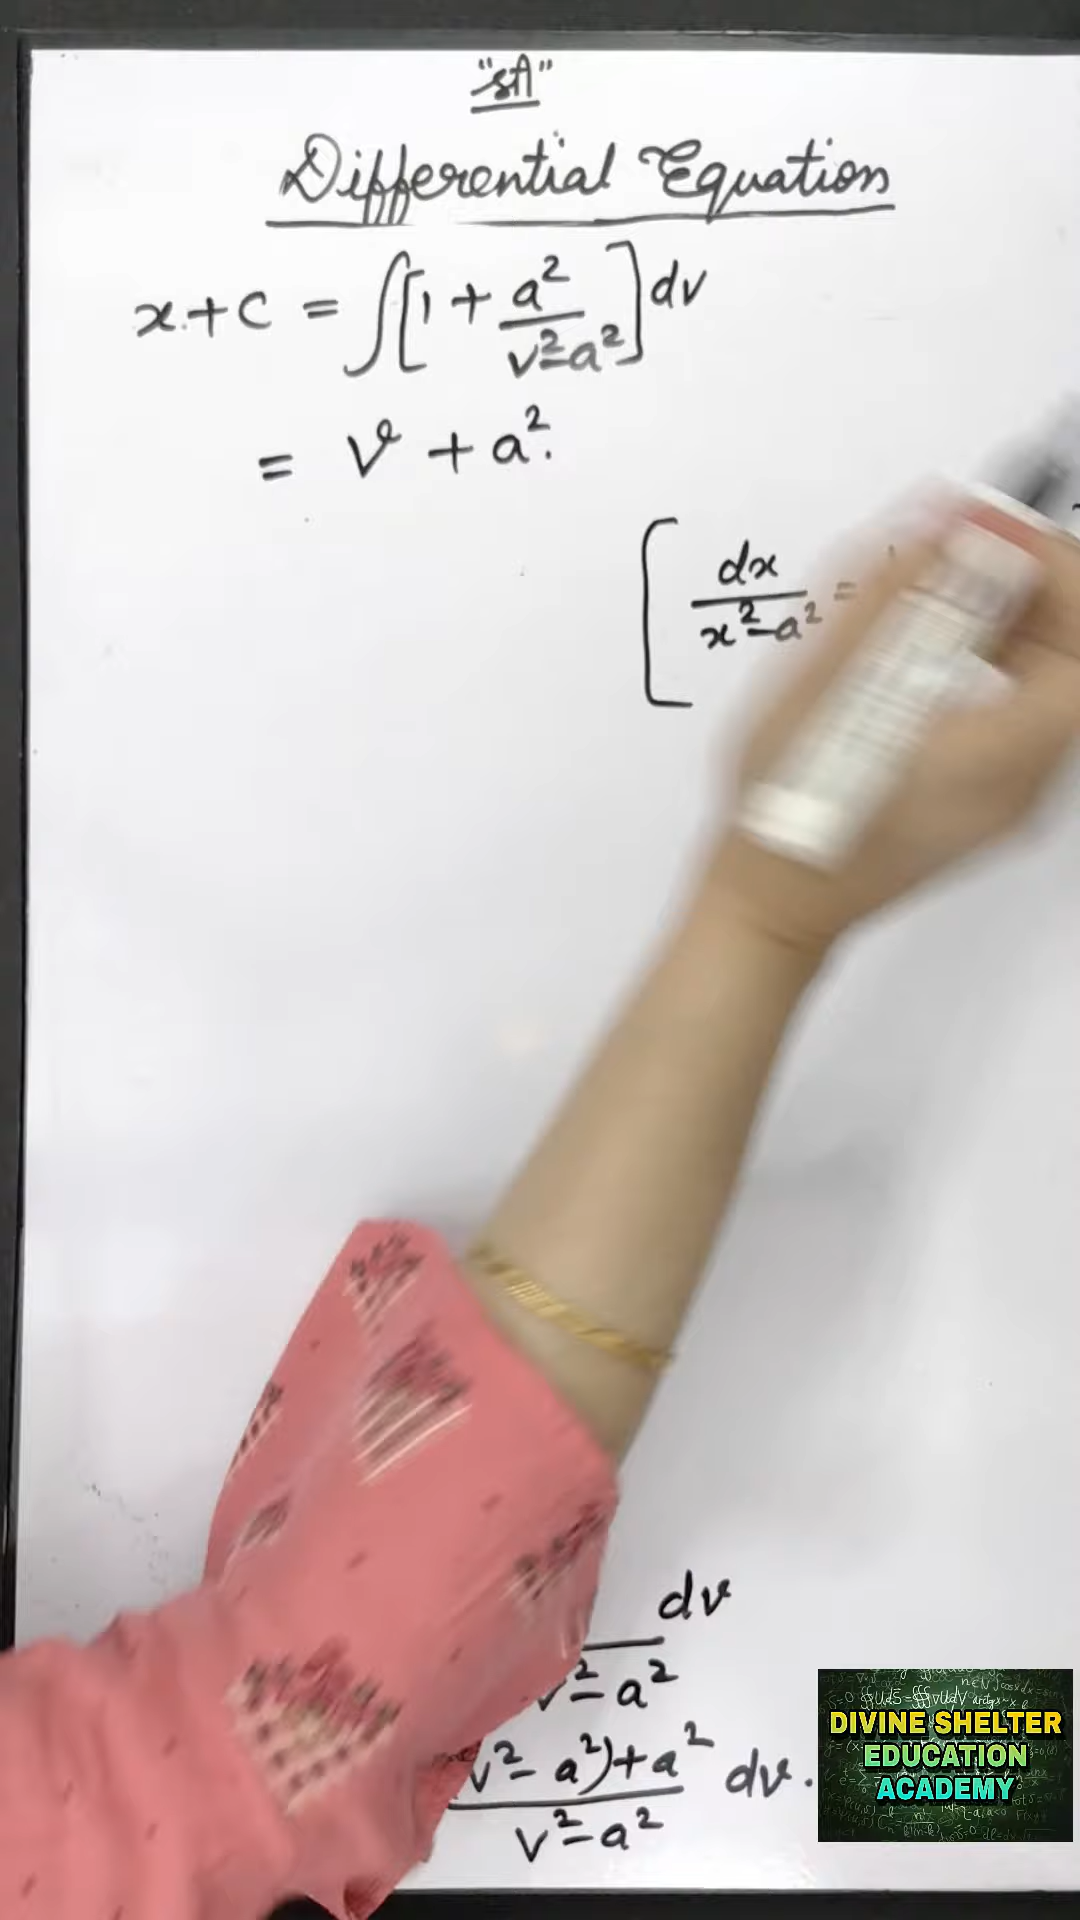 "SA"
Differential Equation
x+C = ∫[1 + a²/(v²-a²)]dv
= v + a².
[dx/(x²-a²) =
dv
v²-a²
(v²-a²)+a²/(v²-a²) dv.
DIVINE SHELTER
EDUCATION
ACADEMY